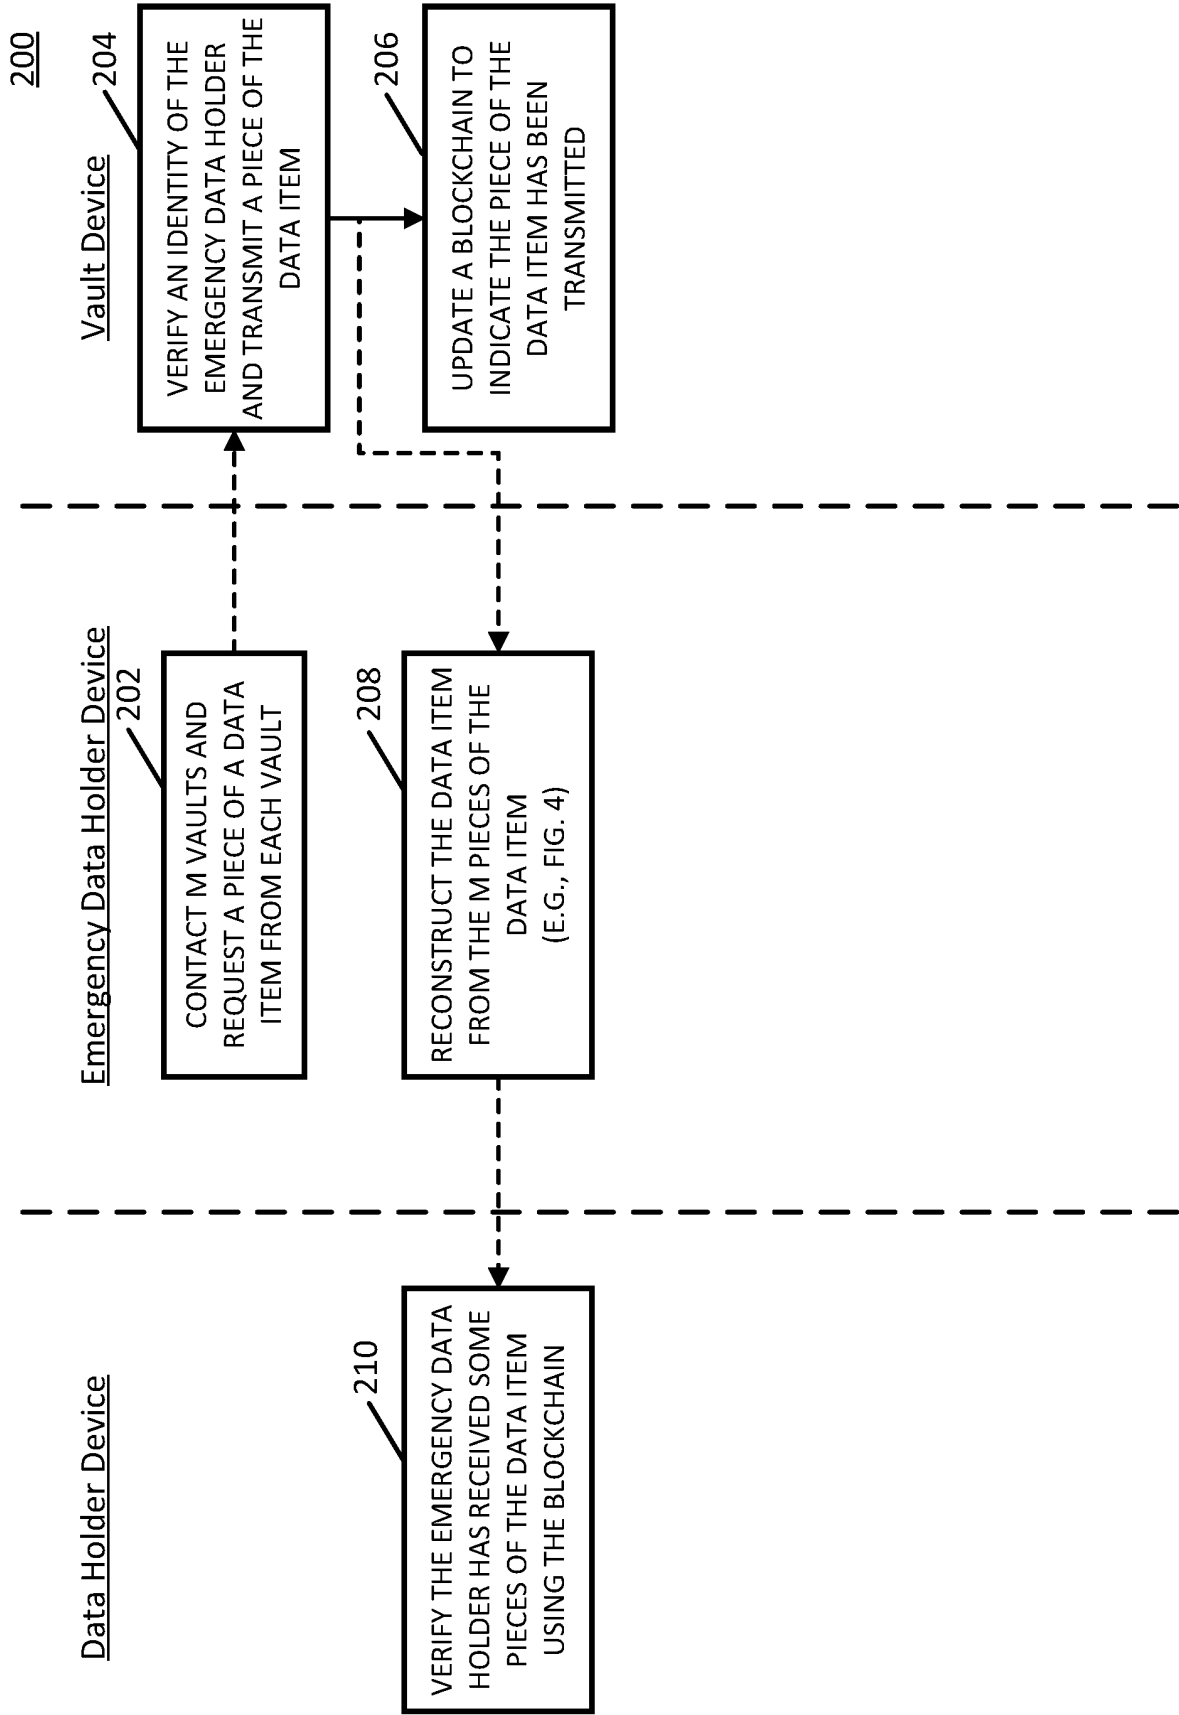 200
Data Holder Device
Emergency Data Holder Device
Vault Device
202
CONTACT M VAULTS AND
REQUEST A PIECE OF A DATA
ITEM FROM EACH VAULT
204
VERIFY AN IDENTITY OF THE
EMERGENCY DATA HOLDER
AND TRANSMIT A PIECE OF THE
DATA ITEM
206
UPDATE A BLOCKCHAIN TO
INDICATE THE PIECE OF THE
DATA ITEM HAS BEEN
TRANSMITTED
208
RECONSTRUCT THE DATA ITEM
FROM THE M PIECES OF THE
DATA ITEM
(E.G., FIG. 4)
210
VERIFY THE EMERGENCY DATA
HOLDER HAS RECEIVED SOME
PIECES OF THE DATA ITEM
USING THE BLOCKCHAIN